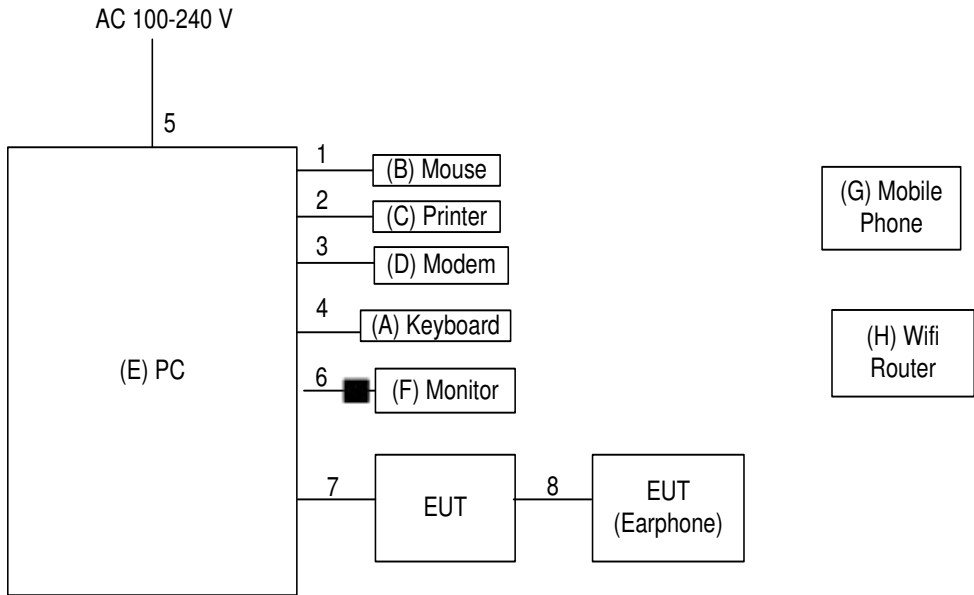 AC 100-240 V
5
1
(B) Mouse
2
(C) Printer
3
(D) Modem
4
(A) Keyboard
(E) PC
6
(F) Monitor
7
EUT
8
EUT
(Earphone)
(G) Mobile
Phone
(H) Wifi
Router